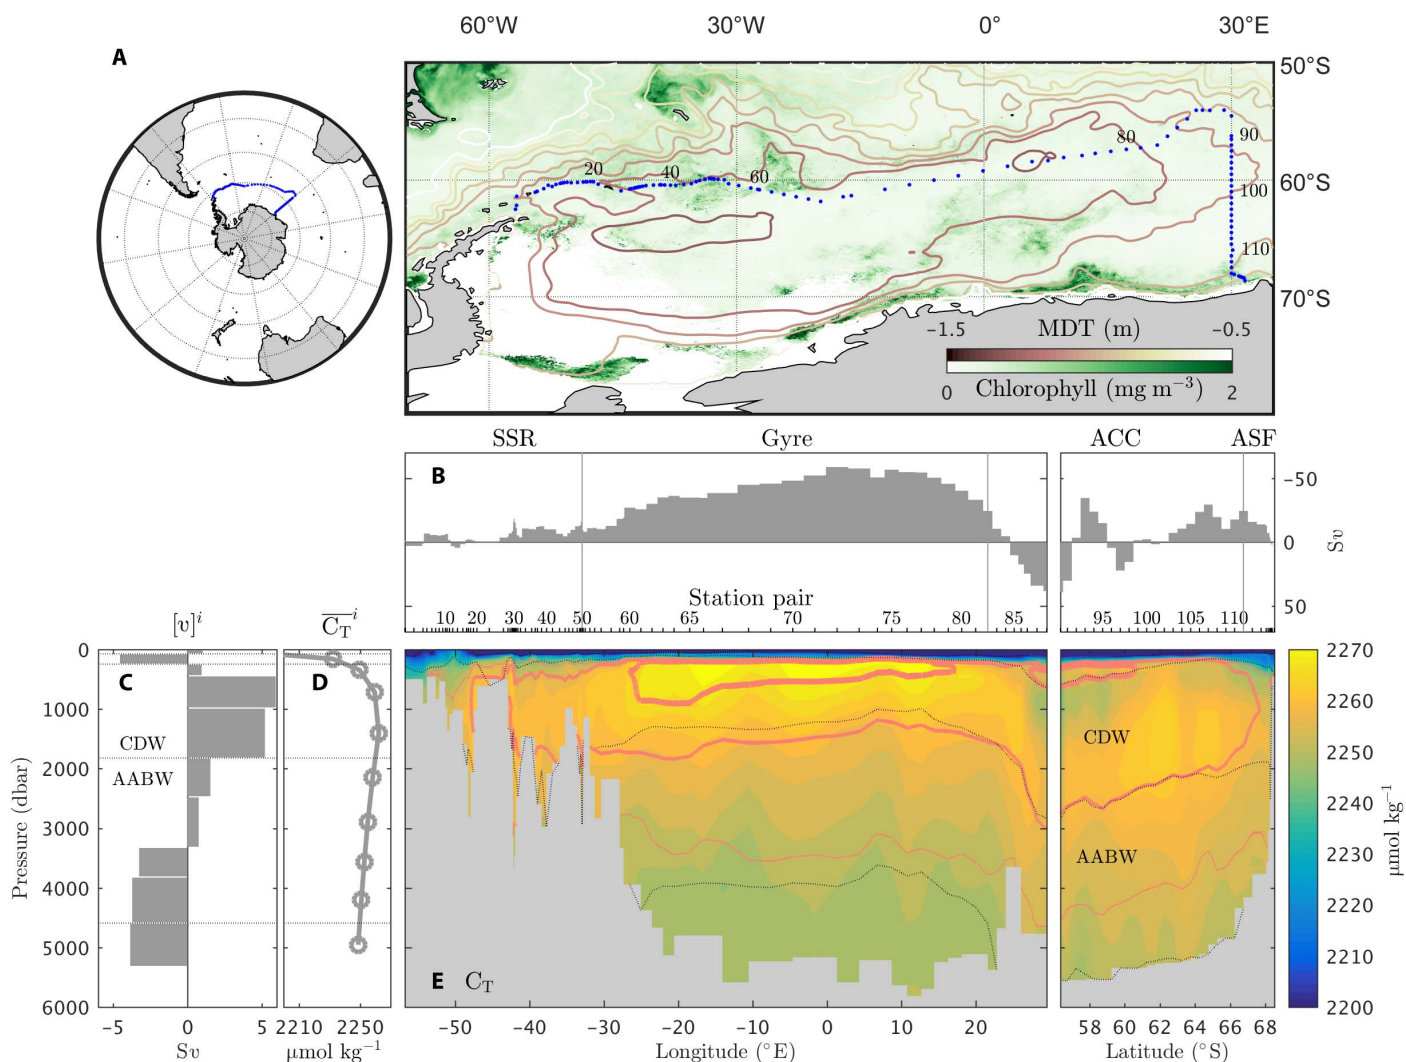 60°W 30°W 0° 30°E
A
50°S
20 40 60 80 90
60°S
100
110
70°S
−1.5 MDT (m) −0.5
0 Chlorophyll (mg m⁻³) 2
SSR Gyre ACC ASF
B
−50
0
50
Sv
Station pair
10 20 30 40 50 60 65 70 75 80 85 95 100 105 110
[v]ⁱ
C̅_Tⁱ
0
1000
2000
3000
4000
5000
6000
Pressure (dbar)
C
CDW
AABW
−5 0 5
Sv
D
2210 2250
μmol kg⁻¹
CDW
AABW
E C_T
−50 −40 −30 −20 −10 0 10 20
Longitude (°E)
58 60 62 64 66 68
Latitude (°S)
2270
2260
2250
2240
2230
2220
2210
2200
μmol kg⁻¹